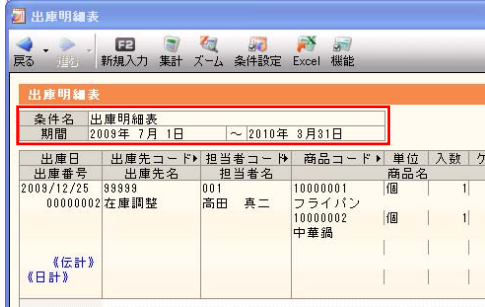 出庫明細表
戻る 進む 新規入力 集計 ズーム 条件設定 Excel 機能
F2
出庫明細表
条件名 出庫明細表
期間 2009年 7月 1日 ～ 2010年 3月31日
出庫日 出庫先コード 担当者コード 商品コード 単位 入数
出庫番号 出庫先名 担当者名 商品名
2009/12/25 99999 001 10000001 個 1
00000002 在庫調整 高田 真二 フライパン
10000002 個 1
中華鍋
《伝計》
《日計》